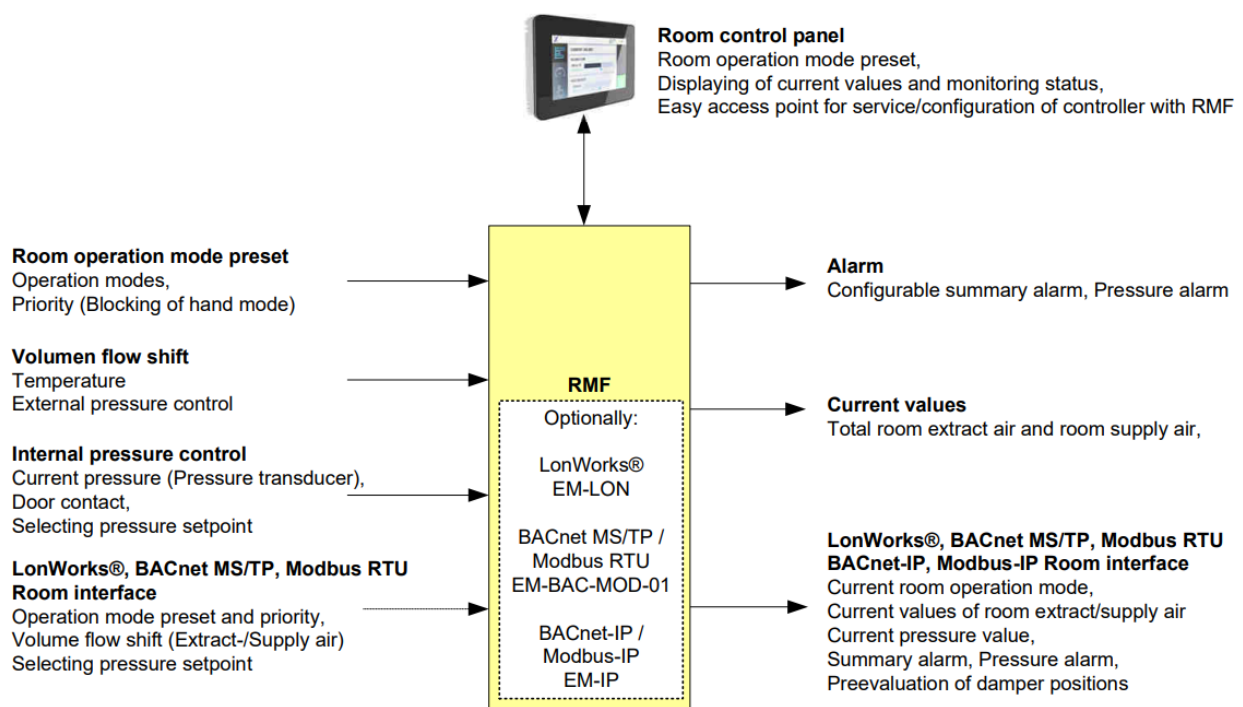 Room control panel
Room operation mode preset,
Displaying of current values and monitoring status,
Easy access point for service/configuration of controller with RMF
Room operation mode preset
Operation modes,
Priority (Blocking of hand mode)
Volumen flow shift
Temperature
External pressure control
Internal pressure control
Current pressure (Pressure transducer),
Door contact,
Selecting pressure setpoint
LonWorks®, BACnet MS/TP, Modbus RTU
Room interface
Operation mode preset and priority,
Volume flow shift (Extract-/Supply air)
Selecting pressure setpoint
RMF
Optionally:
LonWorks®
EM-LON
BACnet MS/TP /
Modbus RTU
EM-BAC-MOD-01
BACnet-IP /
Modbus-IP
EM-IP
Alarm
Configurable summary alarm, Pressure alarm
Current values
Total room extract air and room supply air,
LonWorks®, BACnet MS/TP, Modbus RTU
BACnet-IP, Modbus-IP Room interface
Current room operation mode,
Current values of room extract/supply air
Current pressure value,
Summary alarm, Pressure alarm,
Preevaluation of damper positions